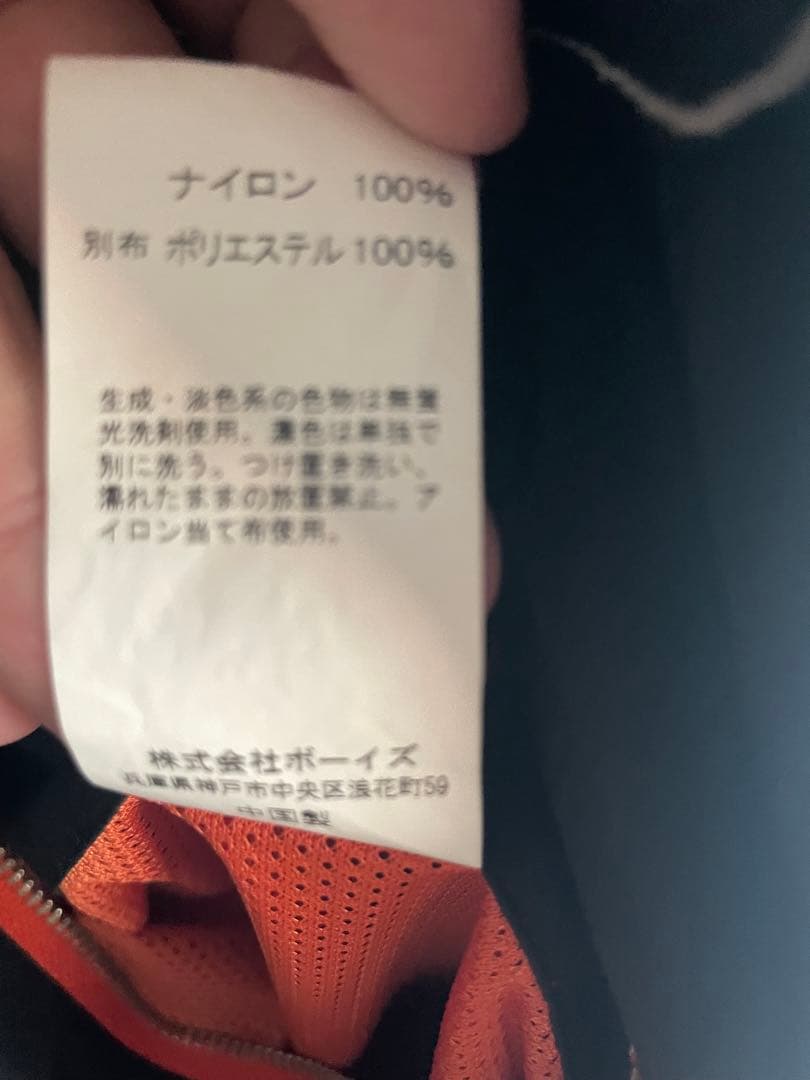 ナイロン 100%
別布 ポリエステル100%
生成・淡色系の色物は無蛍
光洗剤使用。濃色は単独で
別に洗う。つけ置き洗い、
濡れたままの放置禁止。ア
イロン当て布使用。
株式会社ボーイズ
兵庫県神戸市中央区浪花町59
中国製